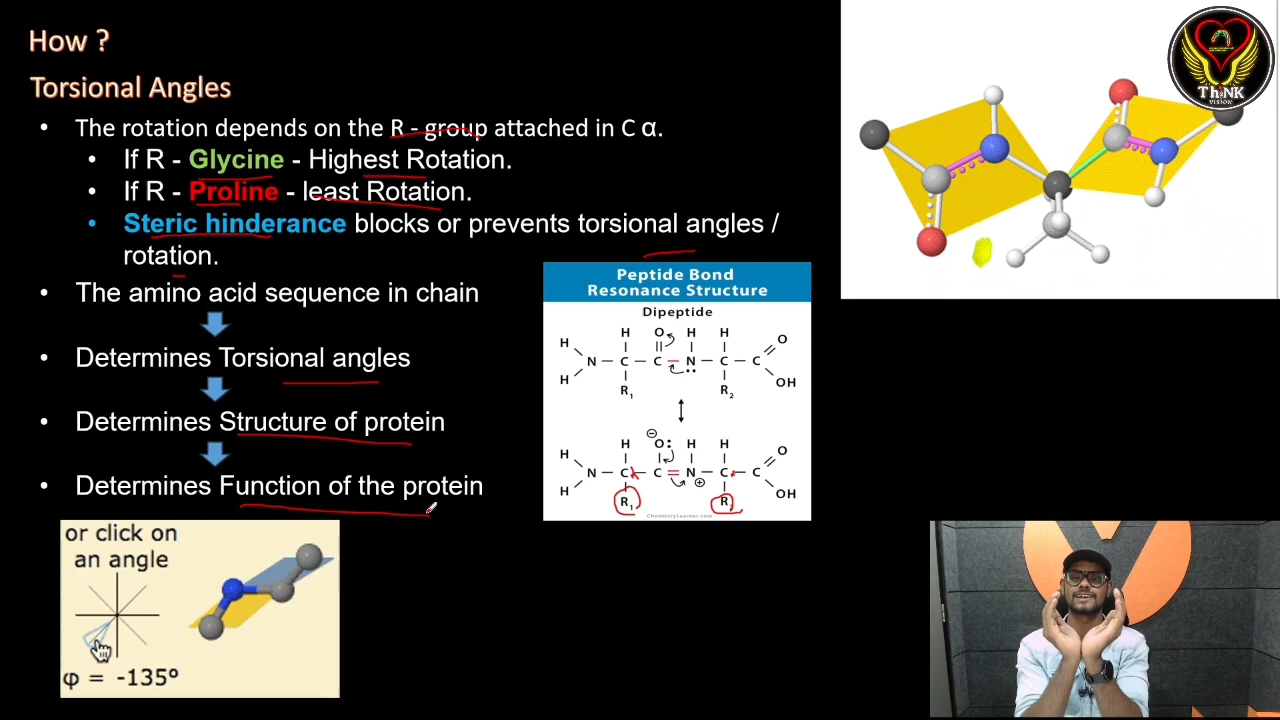 How ?
Torsional Angles
• The rotation depends on the R - group attached in C α.
• If R - Glycine - Highest Rotation.
• If R - Proline - least Rotation.
• Steric hinderance blocks or prevents torsional angles /
rotation.
• The amino acid sequence in chain
• Determines Torsional angles
• Determines Structure of protein
• Determines Function of the protein
or click on
an angle
φ = -135°
Peptide Bond
Resonance Structure
Dipeptide
H H O H H O
N C C N C C
H R1 R2 OH
⊖
H H O: H H O
N C C N C C
⊕
H R1 R OH
ChemistryLearner.com
ThiNK
VISION